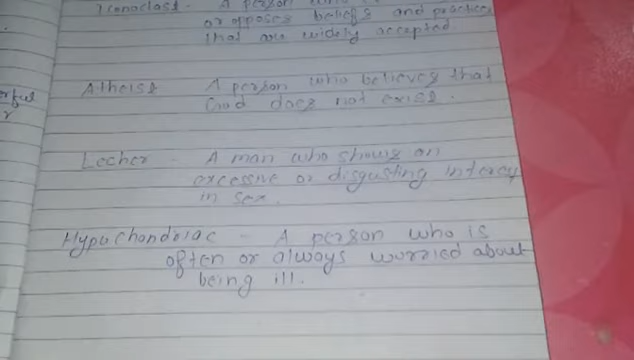 Iconoclast - A person who
or opposes beliefs and practices
that are widely accepted
Atheist A person who believes that
God does not exist.
Lecher - A man who shows an
excessive or disgusting interest
in sex.
Hypochondriac - A person who is
often or always worried about
being ill.